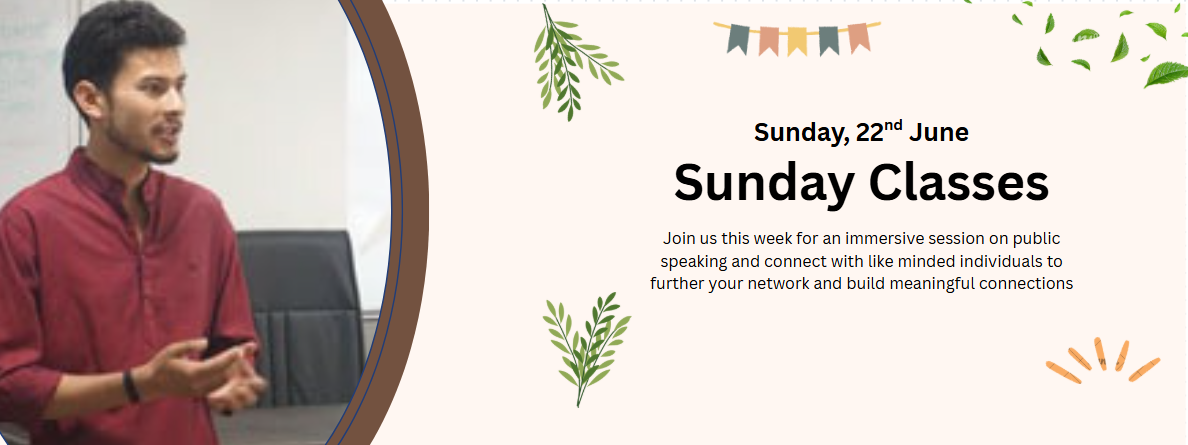 Sunday, 22nd June
Sunday Classes
Join us this week for an immersive session on public
speaking and connect with like minded individuals to
further your network and build meaningful connections